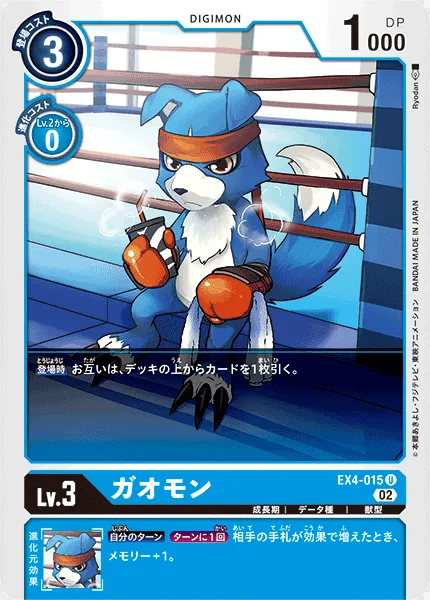 DIGIMON
登場コスト
3
1000
DP
進化コスト
Lv.2から
0
Ryodan
©本郷あきよし・フジテレビ・東映アニメーション BANDAI MADE IN JAPAN
登場時 お互いは、デッキの上からカードを1枚引く。
EX4-015 U
02
Lv.3 ガオモン
成長期 | データ種 | 獣型
進化元効果
自分のターン ターンに1回 相手の手札が効果で増えたとき、
メモリー+1。